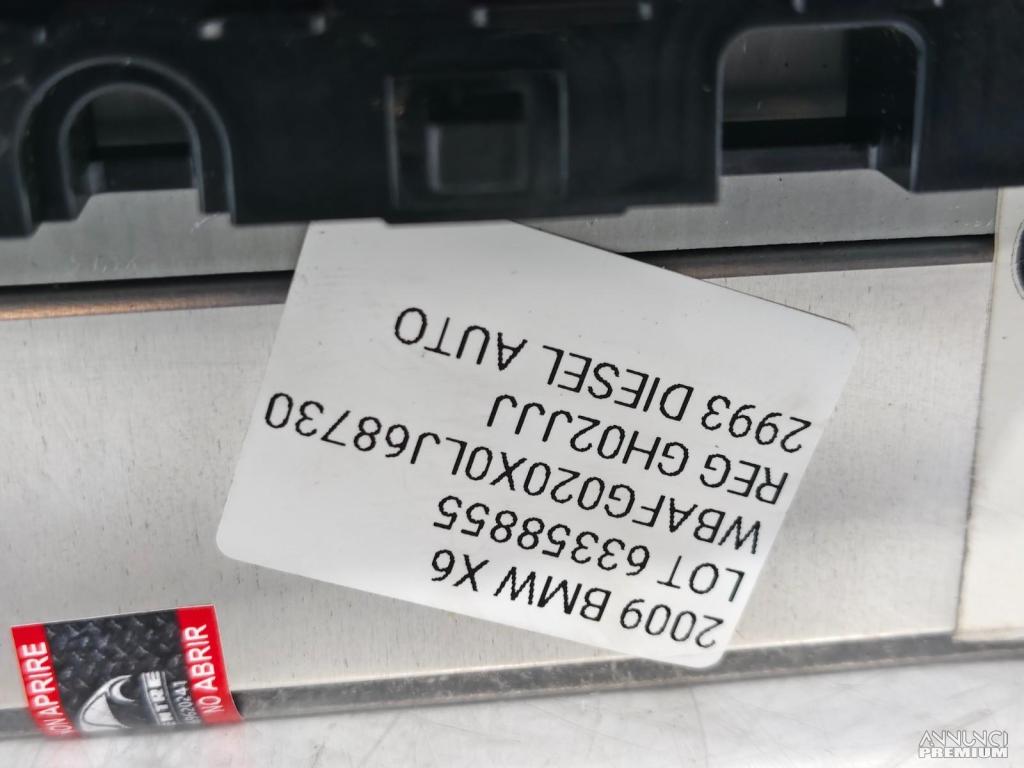 2009 BMW X6
LOT 63358855
WBAFG020X0LJ68730
REG GH02JJJ
2993 DIESEL AUTO
NON APRIRE
NO ABRIR
ANNUNCI
PREMIUM